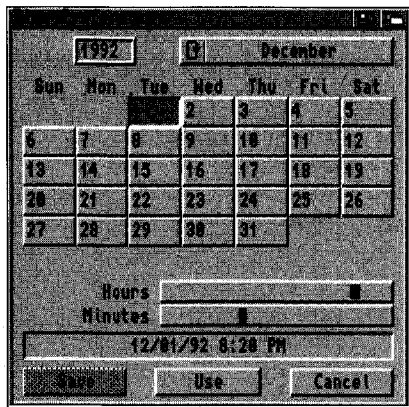 1992 December
Sun Mon Tue Wed Thu Fri Sat
2 3 4 5
6 7 8 9 10 11 12
13 14 15 16 17 18 19
20 21 22 23 24 25 26
27 28 29 30 31
Hours
Minutes
12/01/92 8:20 PM
Save Use Cancel